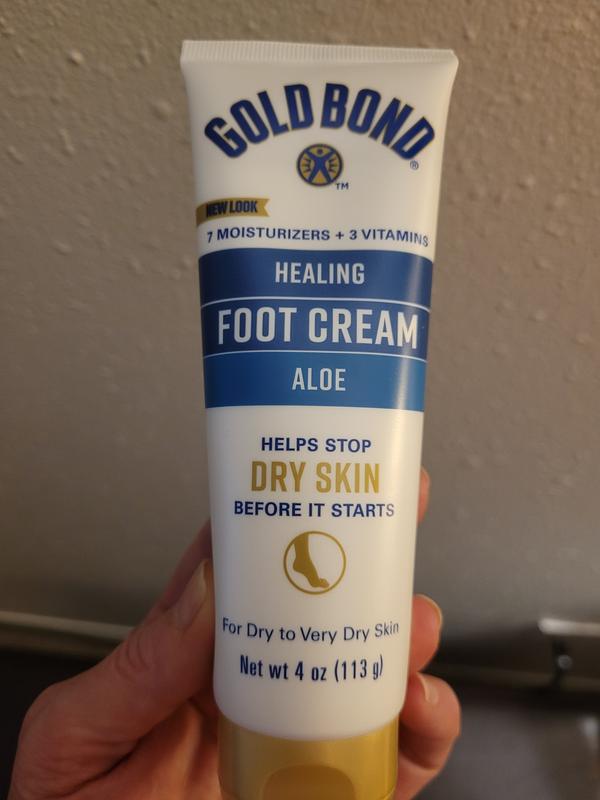 GOLD BOND®
TM
NEW LOOK
7 MOISTURIZERS + 3 VITAMINS
HEALING
FOOT CREAM
ALOE
HELPS STOP
DRY SKIN
BEFORE IT STARTS
For Dry to Very Dry Skin
Net wt 4 oz (113 g)